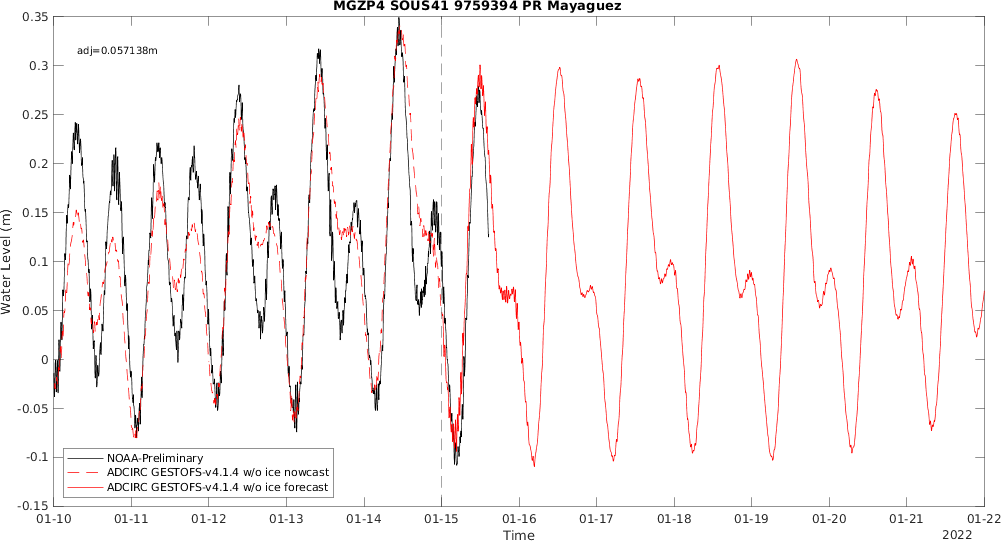 MGZP4 SOUS41 9759394 PR Mayaguez
adj=0.057138m
Water Level (m)
0.35
0.3
0.25
0.2
0.15
0.1
0.05
0
-0.05
-0.1
-0.15
NOAA-Preliminary
ADCIRC GESTOFS-v4.1.4 w/o ice nowcast
ADCIRC GESTOFS-v4.1.4 w/o ice forecast
01-10 01-11 01-12 01-13 01-14 01-15 01-16 01-17 01-18 01-19 01-20 01-21 01-22
Time
2022